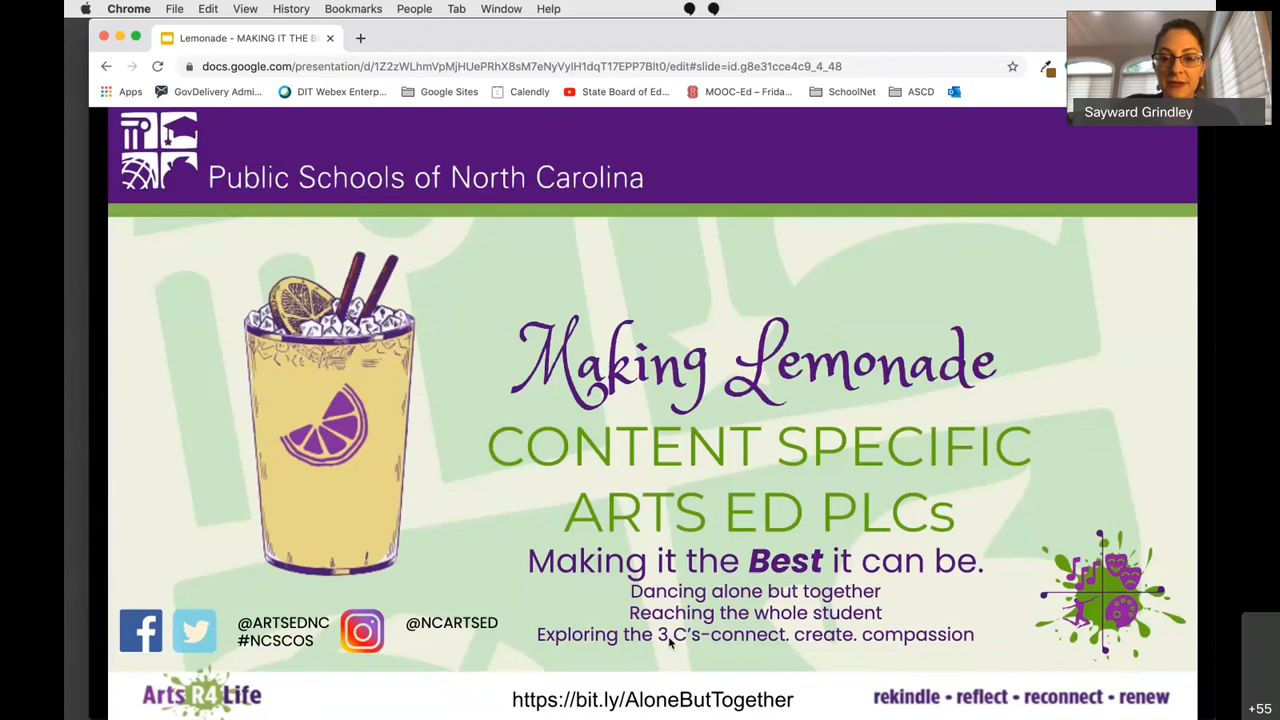 Chrome File Edit View History Bookmarks People Tab Window Help
Lemonade - MAKING IT THE B
docs.google.com/presentation/d/1Z2zWLhmVpMjHUePRhX8sM7eNyVylH1dqT17EPP7Blt0/edit#slide=id.g8e31cce4c9_4_48
Apps GovDelivery Admi... DIT Webex Enterp... Google Sites Calendly State Board of Ed... MOOC-Ed – Frida... SchoolNet ASCD
Sayward Grindley
Public Schools of North Carolina
Making Lemonade
CONTENT SPECIFIC
ARTS ED PLCs
Making it the Best it can be.
Dancing alone but together
Reaching the whole student
Exploring the 3 C's-connect. create. compassion
@ARTSEDNC
#NCSCOS
@NCARTSED
Arts R4 Life
https://bit.ly/AloneButTogether
rekindle • reflect • reconnect • renew
+55